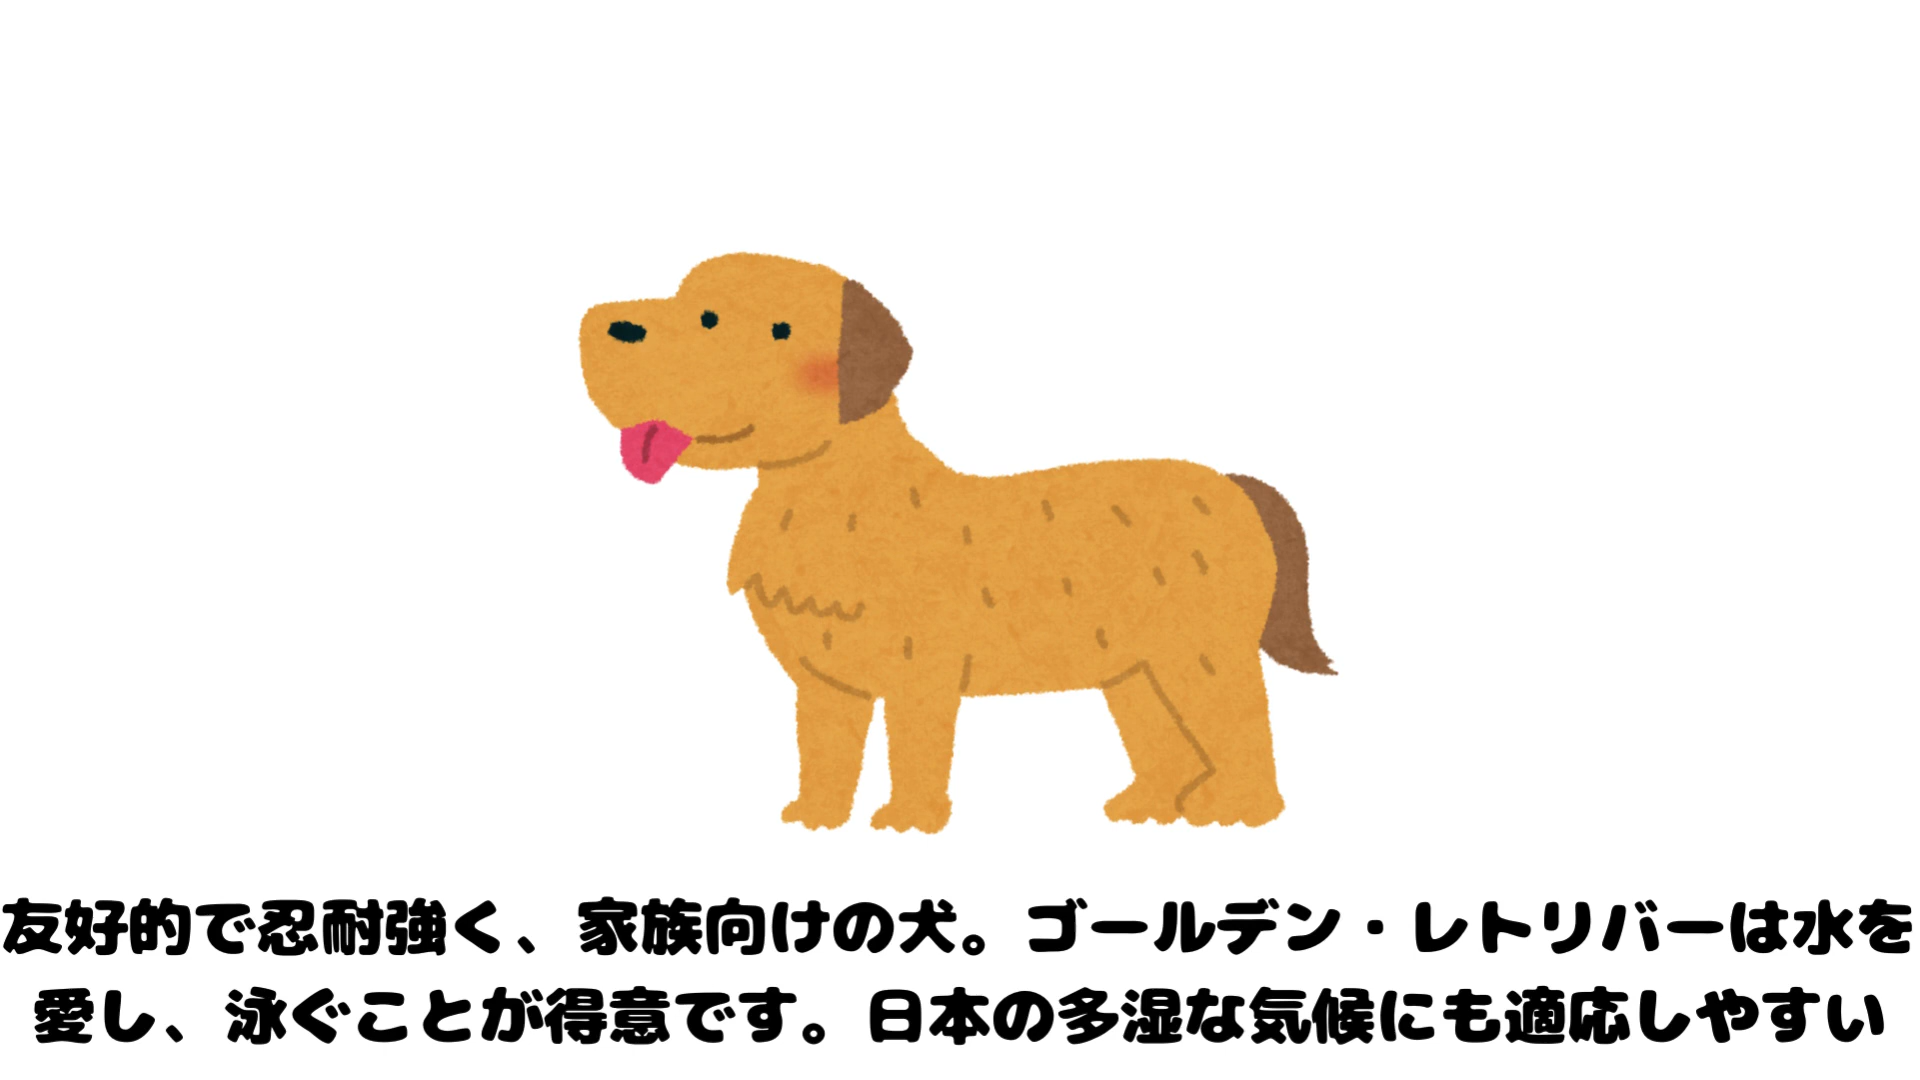 友好的で忍耐強く、家族向けの犬。ゴールデン・レトリバーは水を
愛し、泳ぐことが得意です。日本の多湿な気候にも適応しやすい